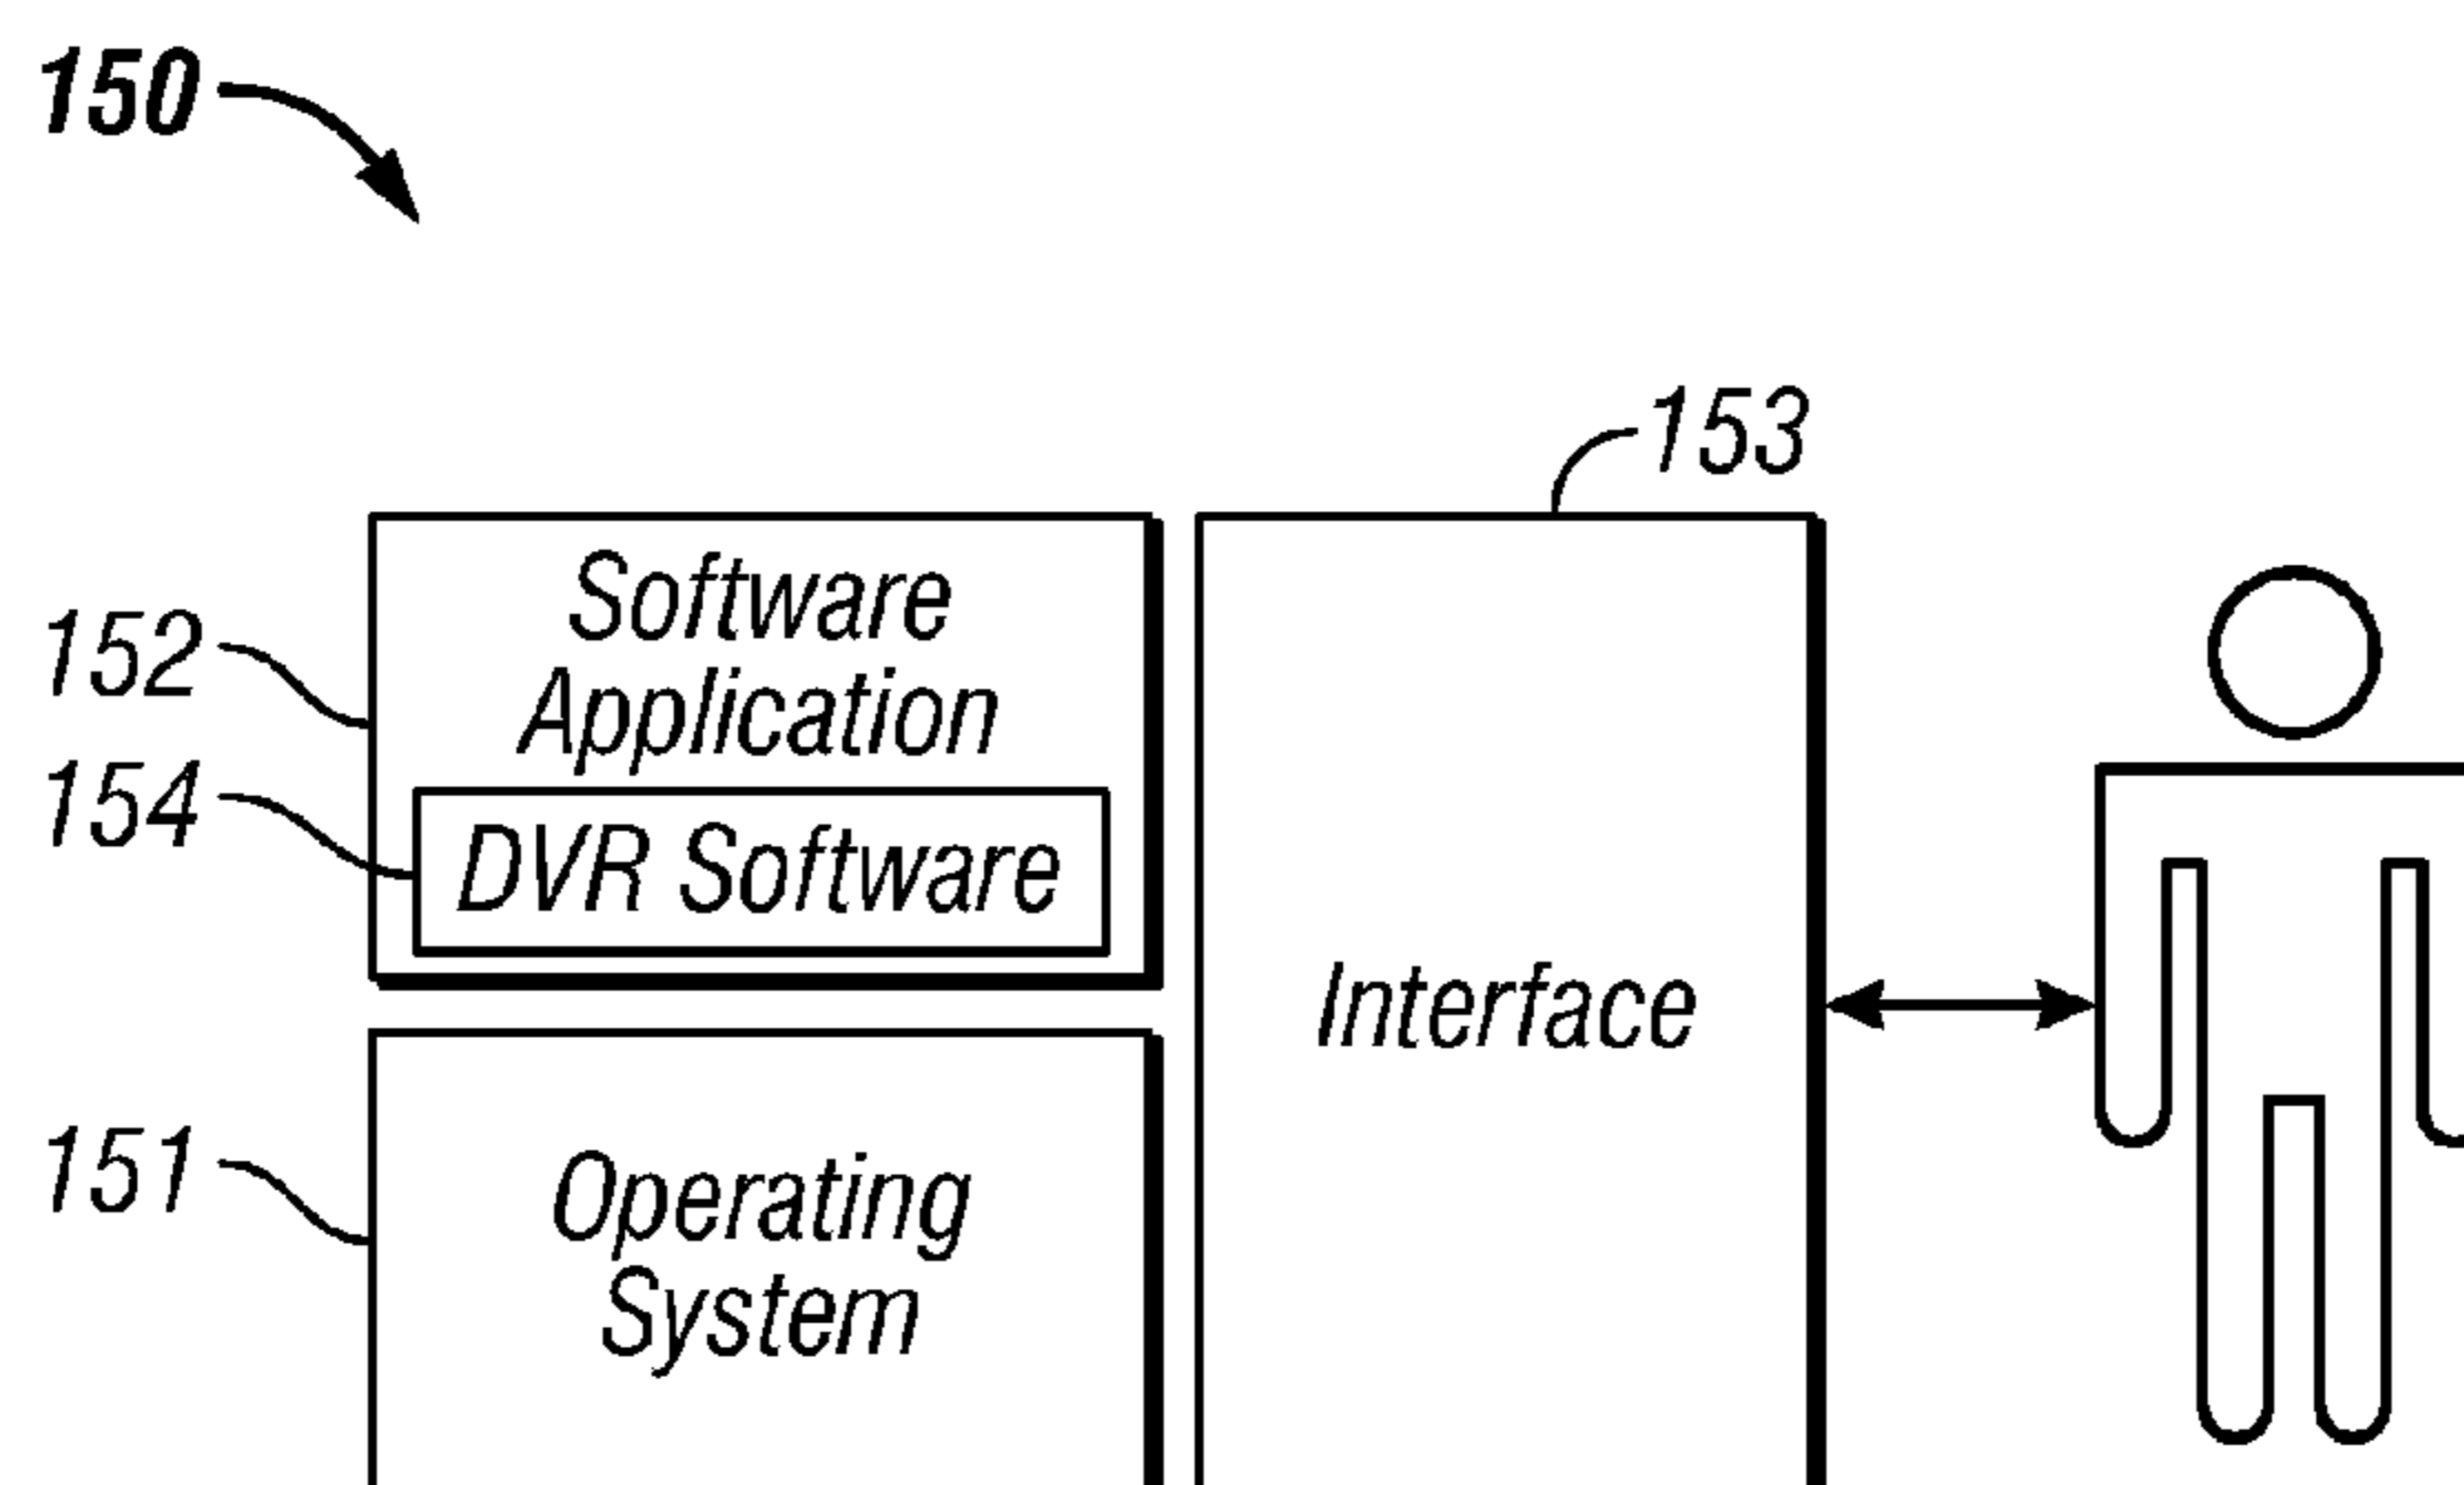 150
153
152
Software
Application
154
DVR Software
Interface
151
Operating
System